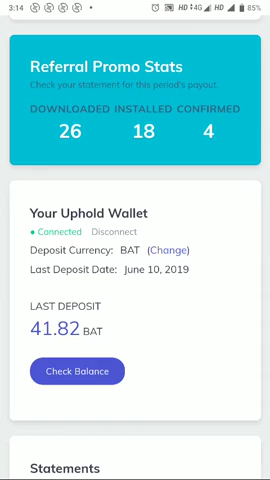 3:14 HD 4G HD 85%
Referral Promo Stats
Check your statement for this period's payout.
DOWNLOADED INSTALLED CONFIRMED
26 18 4
Your Uphold Wallet
Connected Disconnect
Deposit Currency: BAT (Change)
Last Deposit Date: June 10, 2019
LAST DEPOSIT
41.82 BAT
Check Balance
Statements